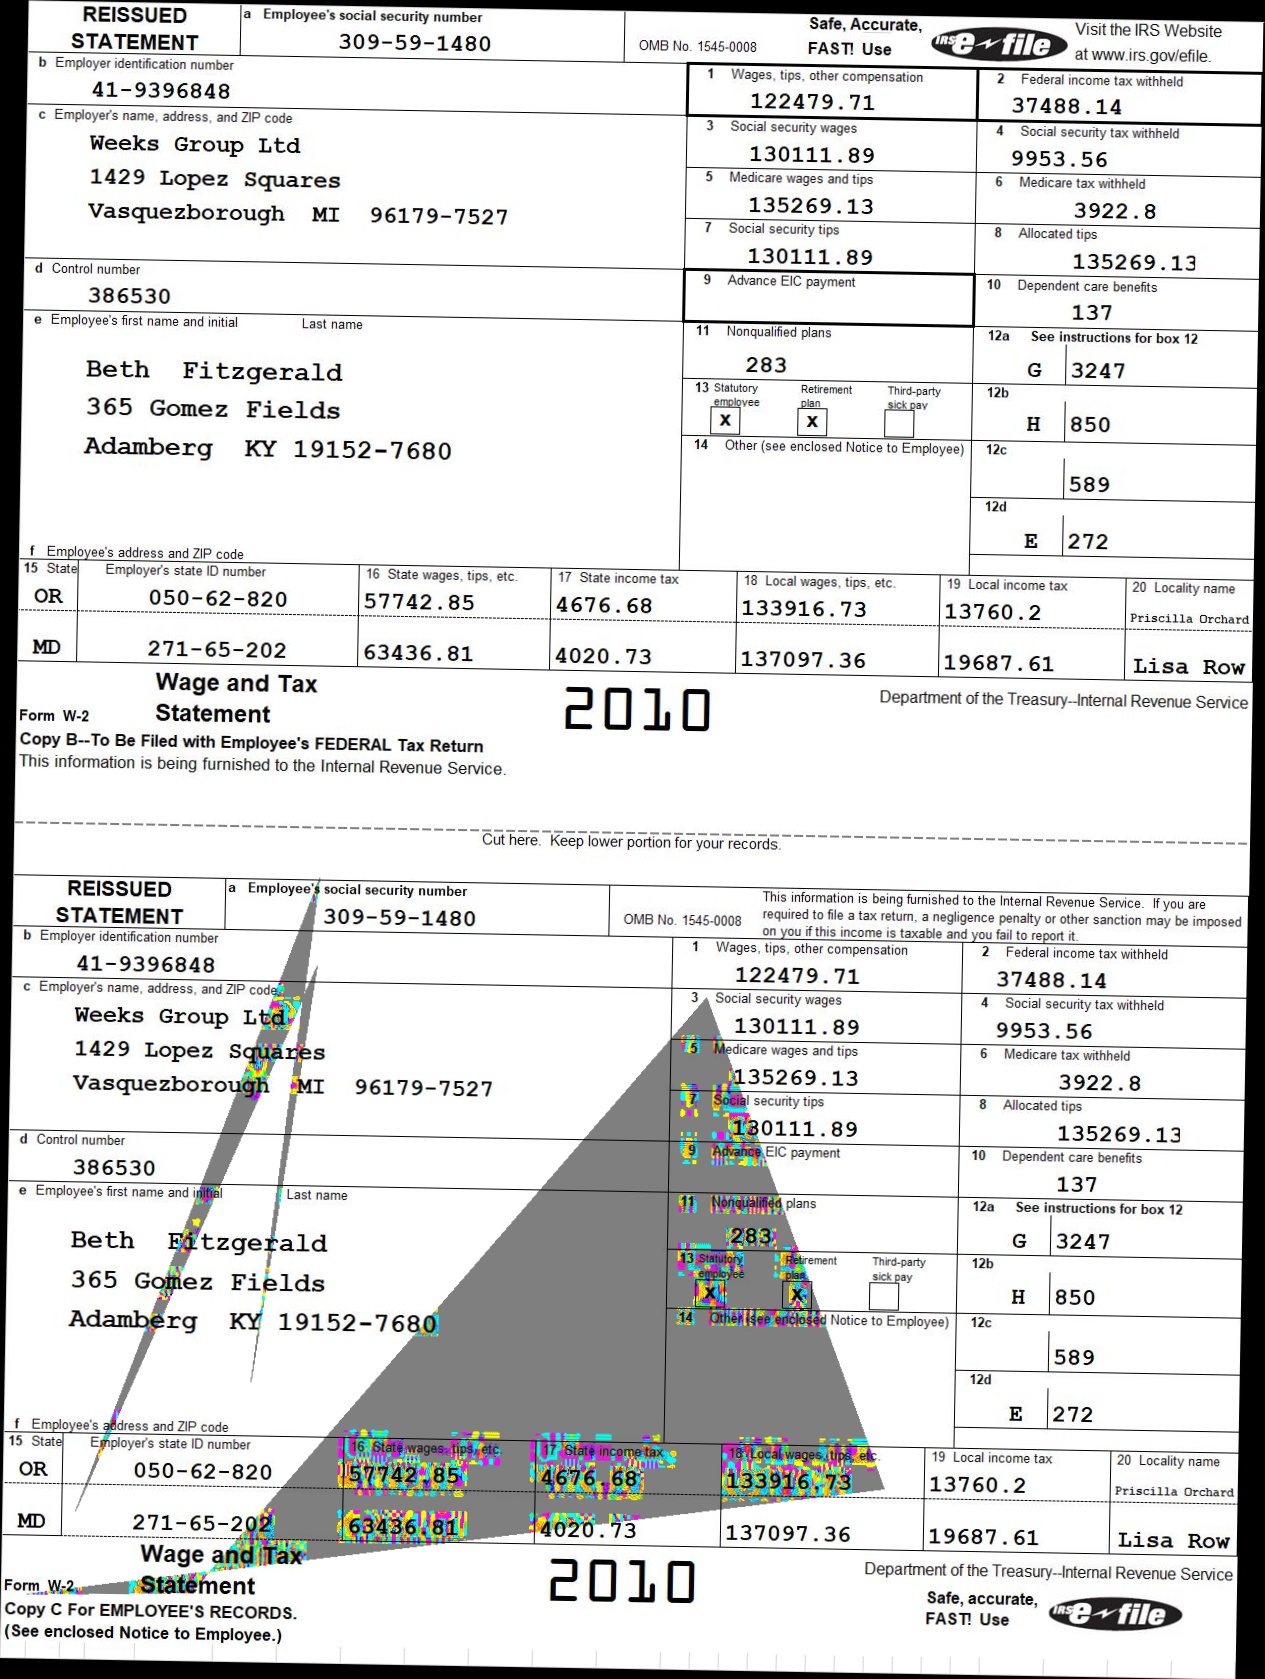 REISSUED STATEMENT
a Employee's social security number
309-59-1480
OMB No. 1545-0008
Safe, Accurate, FAST! Use
IRS e-file
Visit the IRS Website at www.irs.gov/efile.
b Employer identification number
41-9396848
1 Wages, tips, other compensation
122479.71
2 Federal income tax withheld
37488.14
c Employer's name, address, and ZIP code
Weeks Group Ltd
1429 Lopez Squares
Vasquezborough MI 96179-7527
3 Social security wages
130111.89
4 Social security tax withheld
9953.56
5 Medicare wages and tips
135269.13
6 Medicare tax withheld
3922.8
7 Social security tips
130111.89
8 Allocated tips
135269.13
d Control number
386530
9 Advance EIC payment
10 Dependent care benefits
137
e Employee's first name and initial Last name
Beth Fitzgerald
365 Gomez Fields
Adamberg KY 19152-7680
11 Nonqualified plans
283
12a See instructions for box 12
G 3247
13 Statutory employee
X
Retirement plan
X
Third-party sick pay
12b
H 850
14 Other (see enclosed Notice to Employee)
12c
589
12d
E 272
f Employee's address and ZIP code
15 State Employer's state ID number 16 State wages, tips, etc. 17 State income tax 18 Local wages, tips, etc. 19 Local income tax 20 Locality name
OR 050-62-820 57742.85 4676.68 133916.73 13760.2 Priscilla Orchard
MD 271-65-202 63436.81 4020.73 137097.36 19687.61 Lisa Row
Form W-2 Wage and Tax Statement
2010
Department of the Treasury--Internal Revenue Service
Copy B--To Be Filed with Employee's FEDERAL Tax Return
This information is being furnished to the Internal Revenue Service.
Cut here. Keep lower portion for your records.
REISSUED STATEMENT
a Employee's social security number
309-59-1480
OMB No. 1545-0008
This information is being furnished to the Internal Revenue Service. If you are
required to file a tax return, a negligence penalty or other sanction may be imposed
on you if this income is taxable and you fail to report it.
b Employer identification number
41-9396848
1 Wages, tips, other compensation
122479.71
2 Federal income tax withheld
37488.14
c Employer's name, address, and ZIP code
Weeks Group Ltd
1429 Lopez Squares
Vasquezborough MI 96179-7527
3 Social security wages
130111.89
4 Social security tax withheld
9953.56
5 Medicare wages and tips
135269.13
6 Medicare tax withheld
3922.8
7 Social security tips
130111.89
8 Allocated tips
135269.13
d Control number
386530
9 Advance EIC payment
10 Dependent care benefits
137
e Employee's first name and initial Last name
Beth Fitzgerald
365 Gomez Fields
Adamberg KY 19152-7680
11 Nonqualified plans
283
12a See instructions for box 12
G 3247
13 Statutory employee
X
Retirement plan
X
Third-party sick pay
12b
H 850
14 Other (see enclosed Notice to Employee)
12c
589
12d
E 272
f Employee's address and ZIP code
15 State Employer's state ID number 16 State wages, tips, etc. 17 State income tax 18 Local wages, tips, etc. 19 Local income tax 20 Locality name
OR 050-62-820 57742.85 4676.68 133916.73 13760.2 Priscilla Orchard
MD 271-65-202 63436.81 4020.73 137097.36 19687.61 Lisa Row
Form W-2 Wage and Tax Statement
2010
Department of the Treasury--Internal Revenue Service
Copy C For EMPLOYEE'S RECORDS.
(See enclosed Notice to Employee.)
Safe, accurate, FAST! Use
IRS e-file